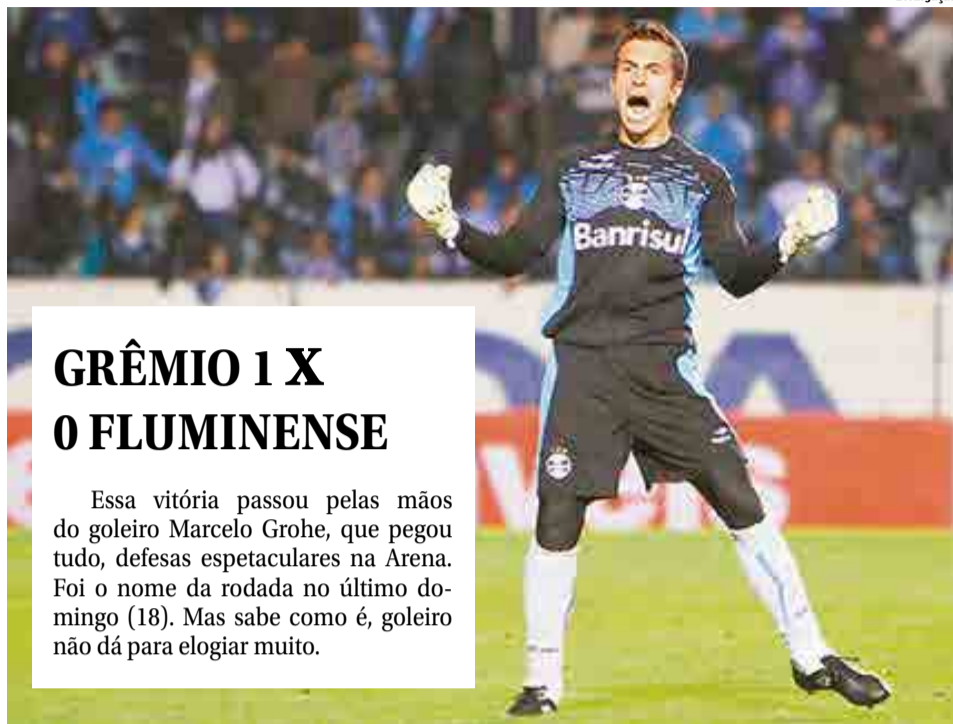 GRÊMIO 1 X
0 FLUMINENSE
Essa vitória passou pelas mãos
do goleiro Marcelo Grohe, que pegou
tudo, defesas espetaculares na Arena.
Foi o nome da rodada no último do-
mingo (18). Mas sabe como é, goleiro
não dá para elogiar muito.
Banrisul